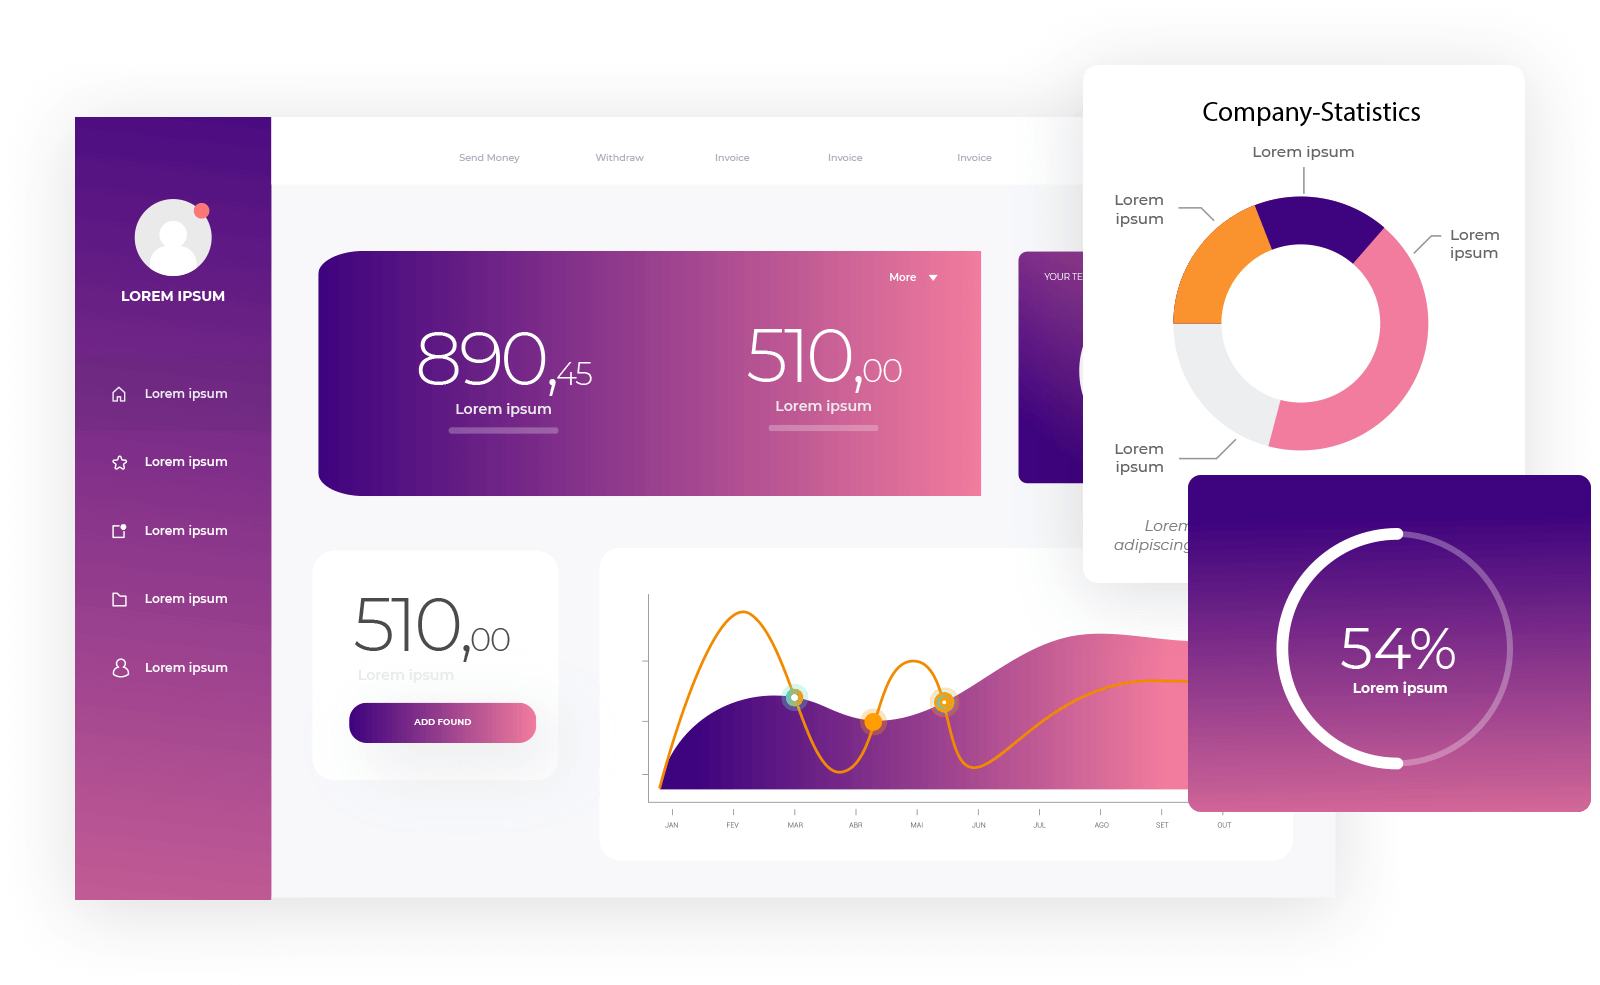 LOREM IPSUM
Lorem ipsum
Lorem ipsum
Lorem ipsum
Lorem ipsum
Lorem ipsum
Send Money
Withdraw
Invoice
Invoice
Invoice
More
890,45
Lorem ipsum
510,00
Lorem ipsum
YOUR TE
510,00
Lorem ipsum
ADD FOUND
JAN
FEV
MAR
ABR
MAI
JUN
JUL
AGO
SET
OUT
Company-Statistics
Lorem ipsum
Lorem
ipsum
Lorem
ipsum
Lorem
ipsum
Lorem
adipiscing
54%
Lorem ipsum